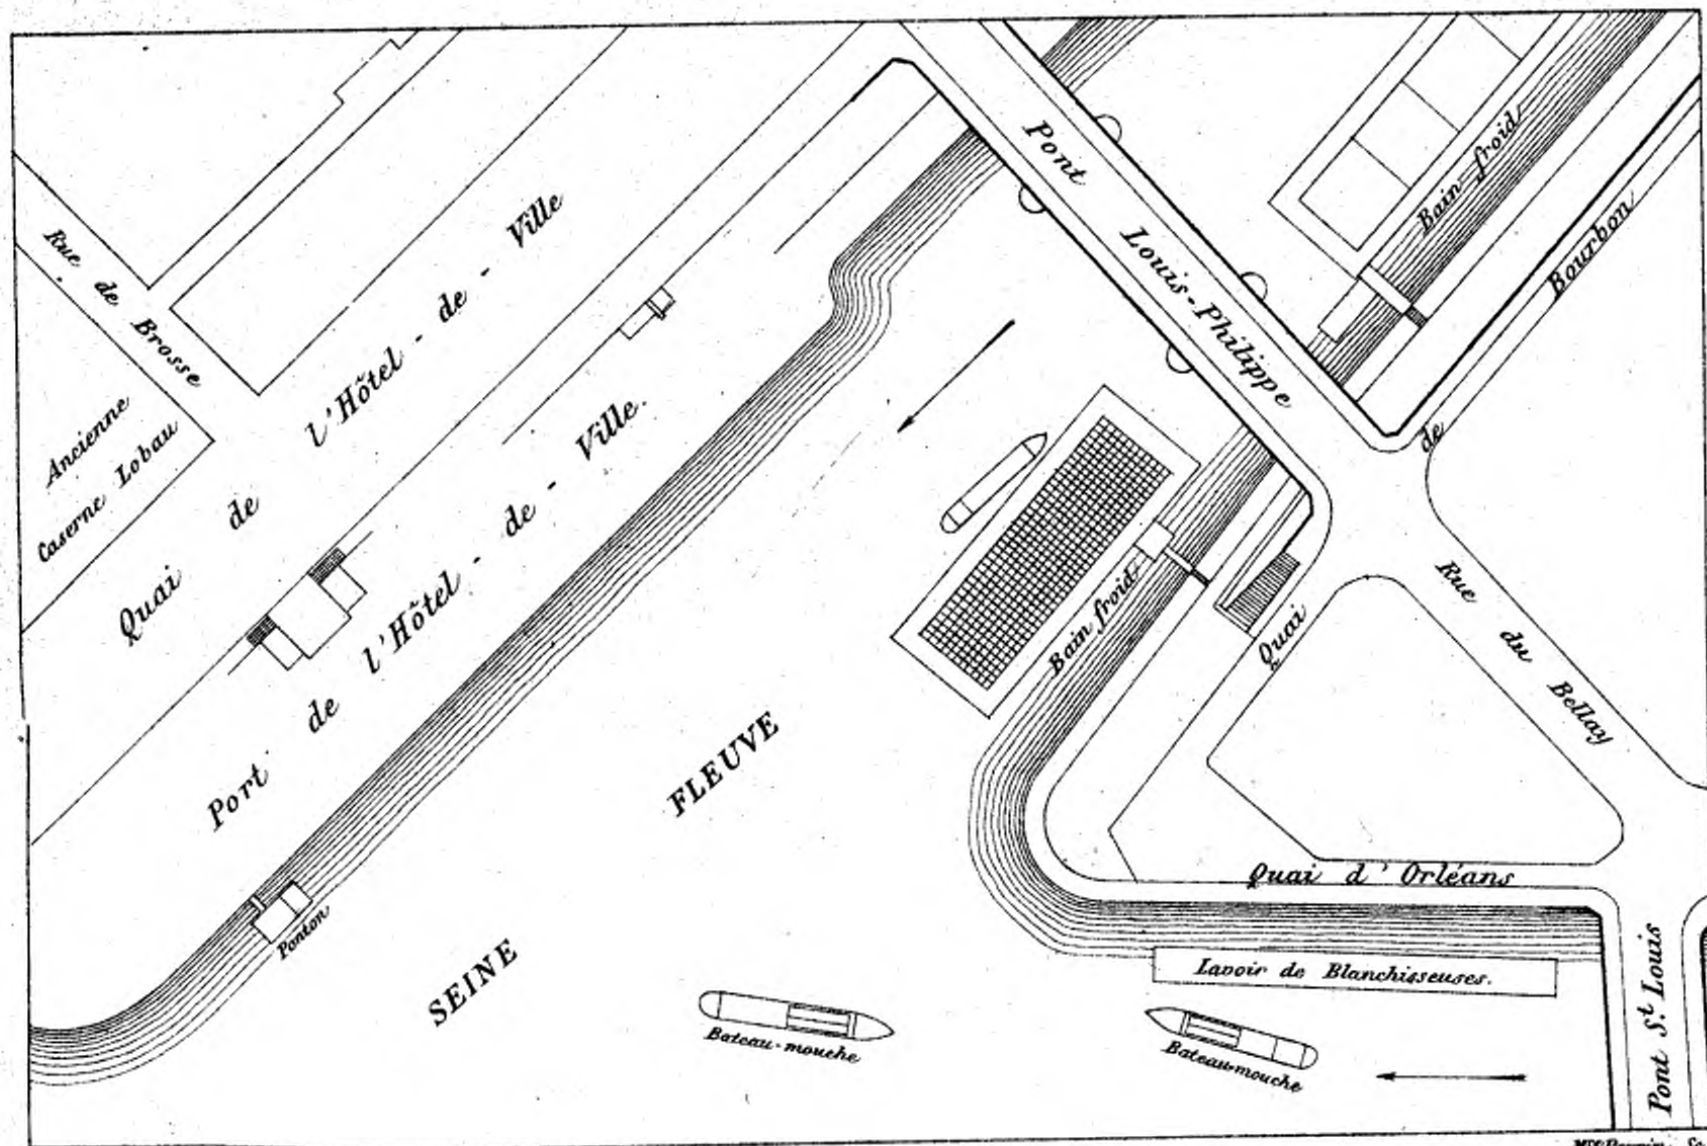 Rue de Brosse
Ancienne
Caserne Lobau
Quai de l'Hôtel-de-Ville
Port de l'Hôtel-de-Ville.
Ponton
SEINE
FLEUVE
Pont Louis-Philippe
Bain froid
Bain froid
Quai de Bourbon
Rue du Bellay
Quai d'Orléans
Lavoir de Blanchisseuses.
Bateau-mouche
Bateau-mouche
Pont St. Louis